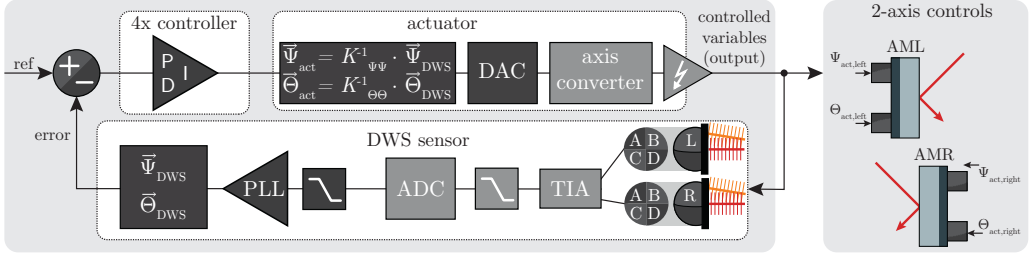 4x controller
actuator
controlled
variables
(output)
2-axis controls
ref
+
−
P I D
Ψ⃗act = K⁻¹ΨΨ · Ψ⃗DWS
Θ⃗act = K⁻¹ΘΘ · Θ⃗DWS
DAC
axis
converter
error
DWS sensor
Ψ⃗DWS
Θ⃗DWS
PLL
ADC
TIA
A B
C D
L
A B
C D
R
AML
Ψact,left
Θact,left
AMR
Ψact,right
Θact,right